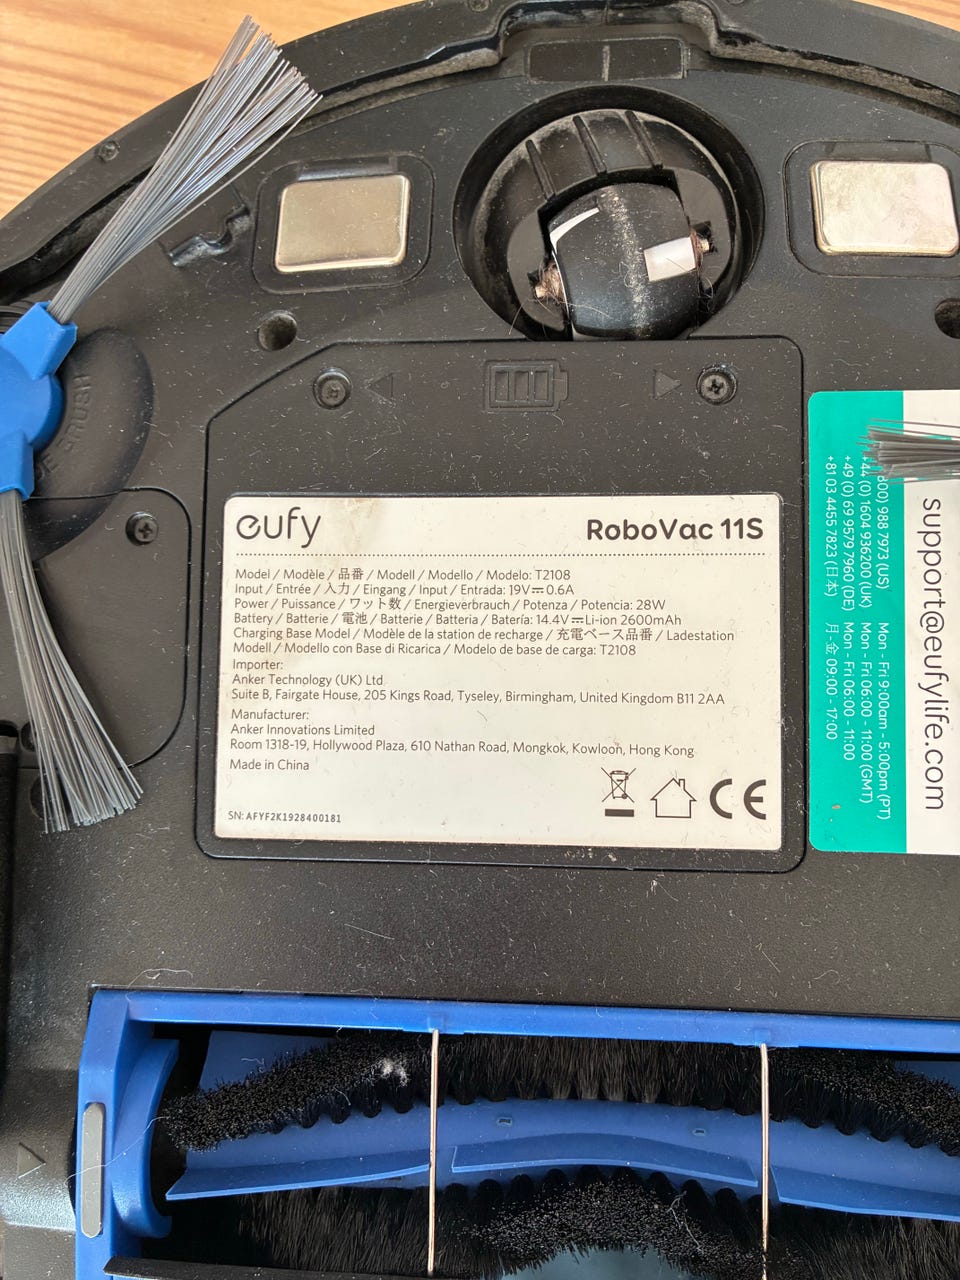 eufy
RoboVac 11S
Model / Modèle / 品番 / Modell / Modello / Modelo: T2108
Input / Entrée / 入力 / Eingang / Input / Entrada: 19V⎓0.6A
Power / Puissance / ワット数 / Energieverbrauch / Potenza / Potencia: 28W
Battery / Batterie / 電池 / Batterie / Batteria / Batería: 14.4V⎓Li-ion 2600mAh
Charging Base Model / Modèle de la station de recharge / 充電ベース品番 / Ladestation
Modell / Modello con Base di Ricarica / Modelo de base de carga: T2108
Importer:
Anker Technology (UK) Ltd
Suite B, Fairgate House, 205 Kings Road, Tyseley, Birmingham, United Kingdom B11 2AA
Manufacturer:
Anker Innovations Limited
Room 1318-19, Hollywood Plaza, 610 Nathan Road, Mongkok, Kowloon, Hong Kong
Made in China
SN: AFYF2K1928400181
CE
support@eufylife.com
800) 988 7973 (US) Mon - Fri 9:00am - 5:00pm (PT)
+44 (0) 1604 936200 (UK) Mon - Fri 06:00 - 11:00 (GMT)
+49 (0) 69 9579 7960 (DE) Mon - Fri 06:00 - 11:00
+81 03 4455 7823 (日本) 月-金 09:00 - 17:00
BRUSH